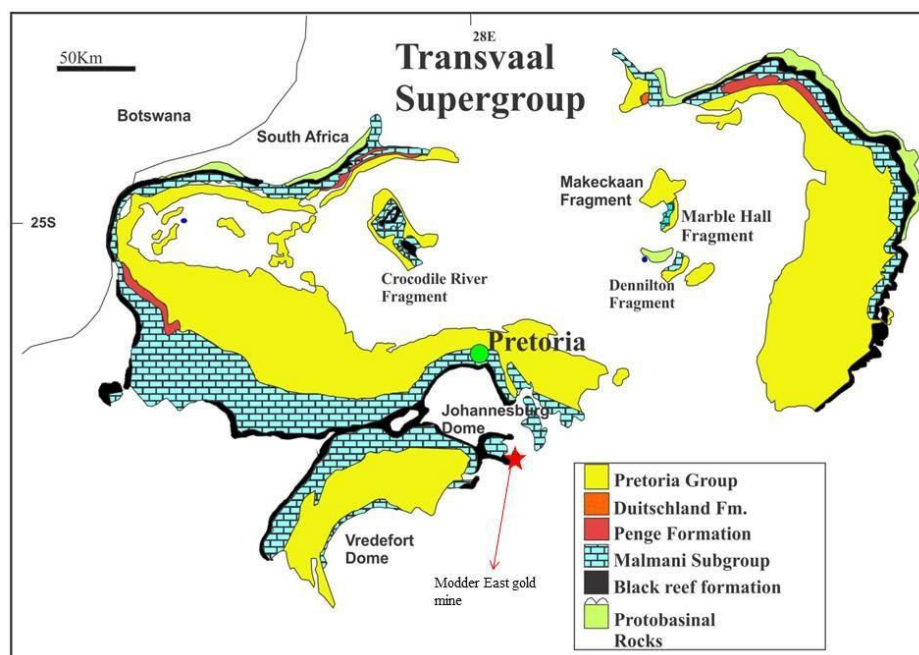 28E
50Km
Transvaal
Supergroup
Botswana
South Africa
Makeckaan
Fragment
25S
Marble Hall
Fragment
Crocodile River
Fragment
Dennilton
Fragment
Pretoria
Johannesburg
Dome
Vredefort
Dome
Modder East gold
mine
Pretoria Group
Duitschland Fm.
Penge Formation
Malmani Subgroup
Black reef formation
Protobasinal
Rocks